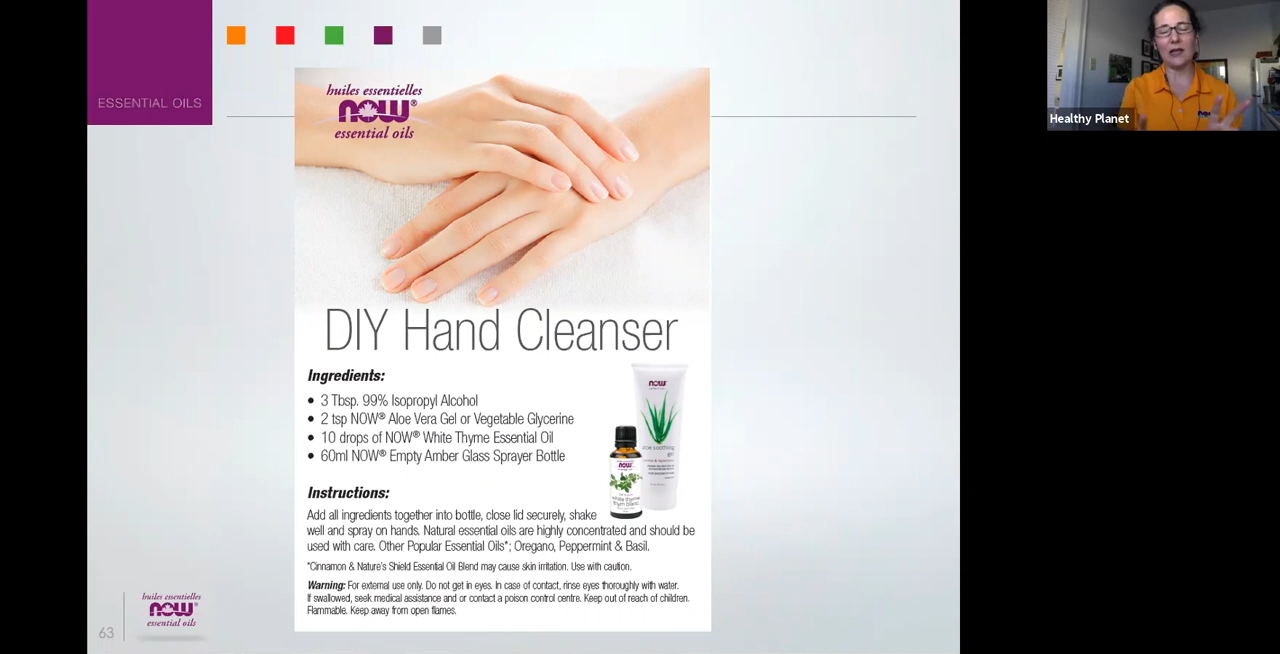 ESSENTIAL OILS
huiles essentielles
NOW®
essential oils
Healthy Planet
DIY Hand Cleanser
Ingredients:
• 3 Tbsp. 99% Isopropyl Alcohol
• 2 tsp NOW® Aloe Vera Gel or Vegetable Glycerine
• 10 drops of NOW® White Thyme Essential Oil
• 60ml NOW® Empty Amber Glass Sprayer Bottle
now
aloe soothing
gel
now
white thyme
Instructions:
Add all ingredients together into bottle, close lid securely, shake
well and spray on hands. Natural essential oils are highly concentrated and should be
used with care. Other Popular Essential Oils*; Oregano, Peppermint & Basil.
*Cinnamon & Nature's Shield Essential Oil Blend may cause skin irritation. Use with caution.
Warning: For external use only. Do not get in eyes. In case of contact, rinse eyes thoroughly with water.
If swallowed, seek medical assistance and or contact a poison control centre. Keep out of reach of children.
Flammable. Keep away from open flames.
huiles essentielles
NOW®
essential oils
63